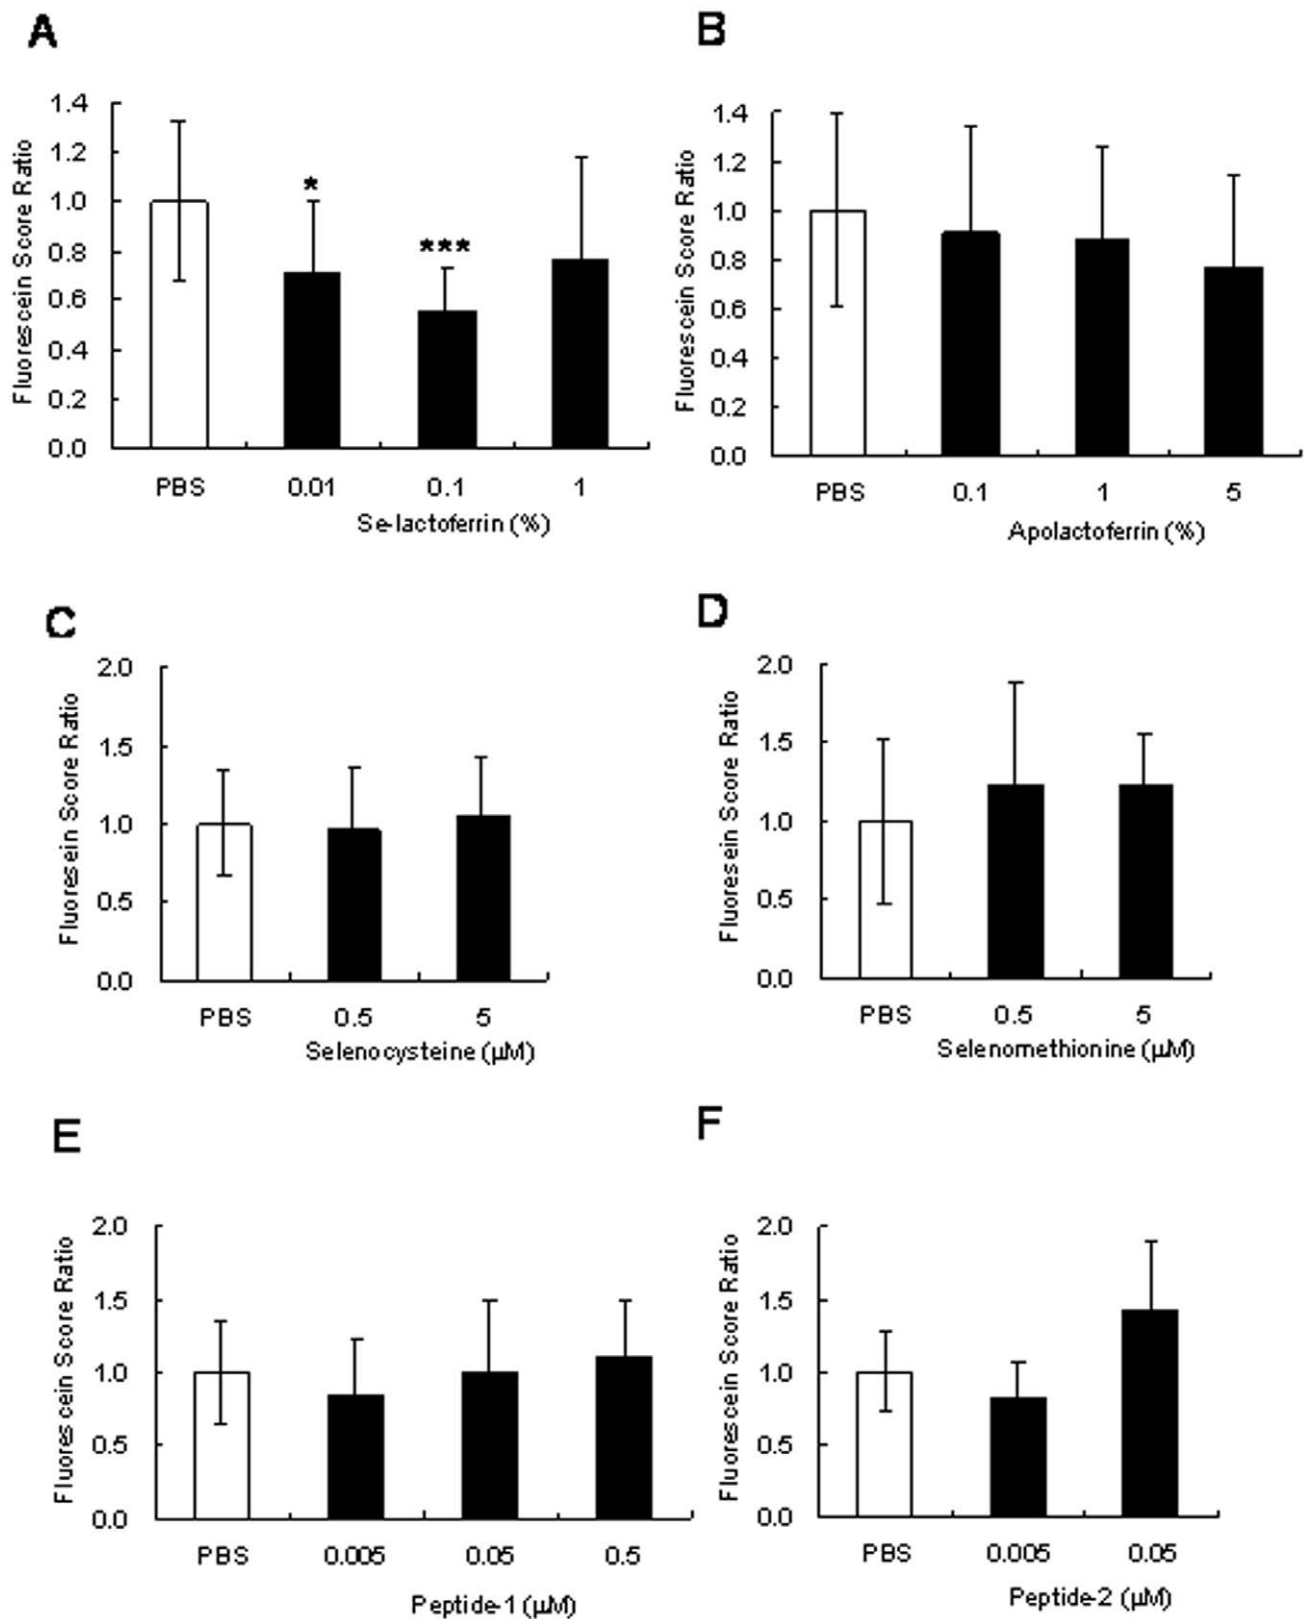 A
Fluorescein Score Ratio
1.4
1.2
1.0
0.8
0.6
0.4
0.2
0.0
*
***
PBS 0.01 0.1 1
Se-lactoferrin (%)
B
Fluorescein Score Ratio
1.4
1.2
1.0
0.8
0.6
0.4
0.2
0.0
PBS 0.1 1 5
Apolactoferrin (%)
C
Fluoresein Score Ratio
2.0
1.5
1.0
0.5
0.0
PBS 0.5 5
Selenocysteine (µM)
D
Fluoresein Score Ratio
2.0
1.5
1.0
0.5
0.0
PBS 0.5 5
Selenomethionine (µM)
E
Fluorescein Score Ratio
2.0
1.5
1.0
0.5
0.0
PBS 0.005 0.05 0.5
Peptide-1 (µM)
F
Fluorescein Score Ratio
2.0
1.5
1.0
0.5
0.0
PBS 0.005 0.05
Peptide-2 (µM)